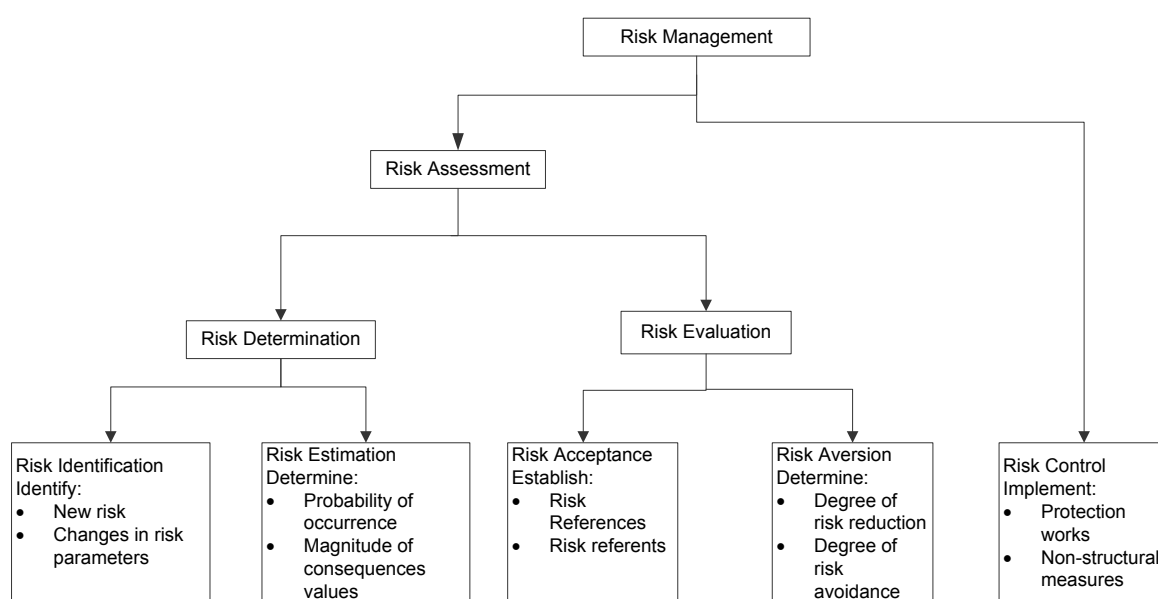 Risk Management
Risk Assessment
Risk Determination
Risk Evaluation
Risk Identification
Identify:
• New risk
• Changes in risk
parameters
Risk Estimation
Determine:
• Probability of
occurrence
• Magnitude of
consequences
values
Risk Acceptance
Establish:
• Risk
References
• Risk referents
Risk Aversion
Determine:
• Degree of
risk reduction
• Degree of
risk
avoidance
Risk Control
Implement:
• Protection
works
• Non-structural
measures